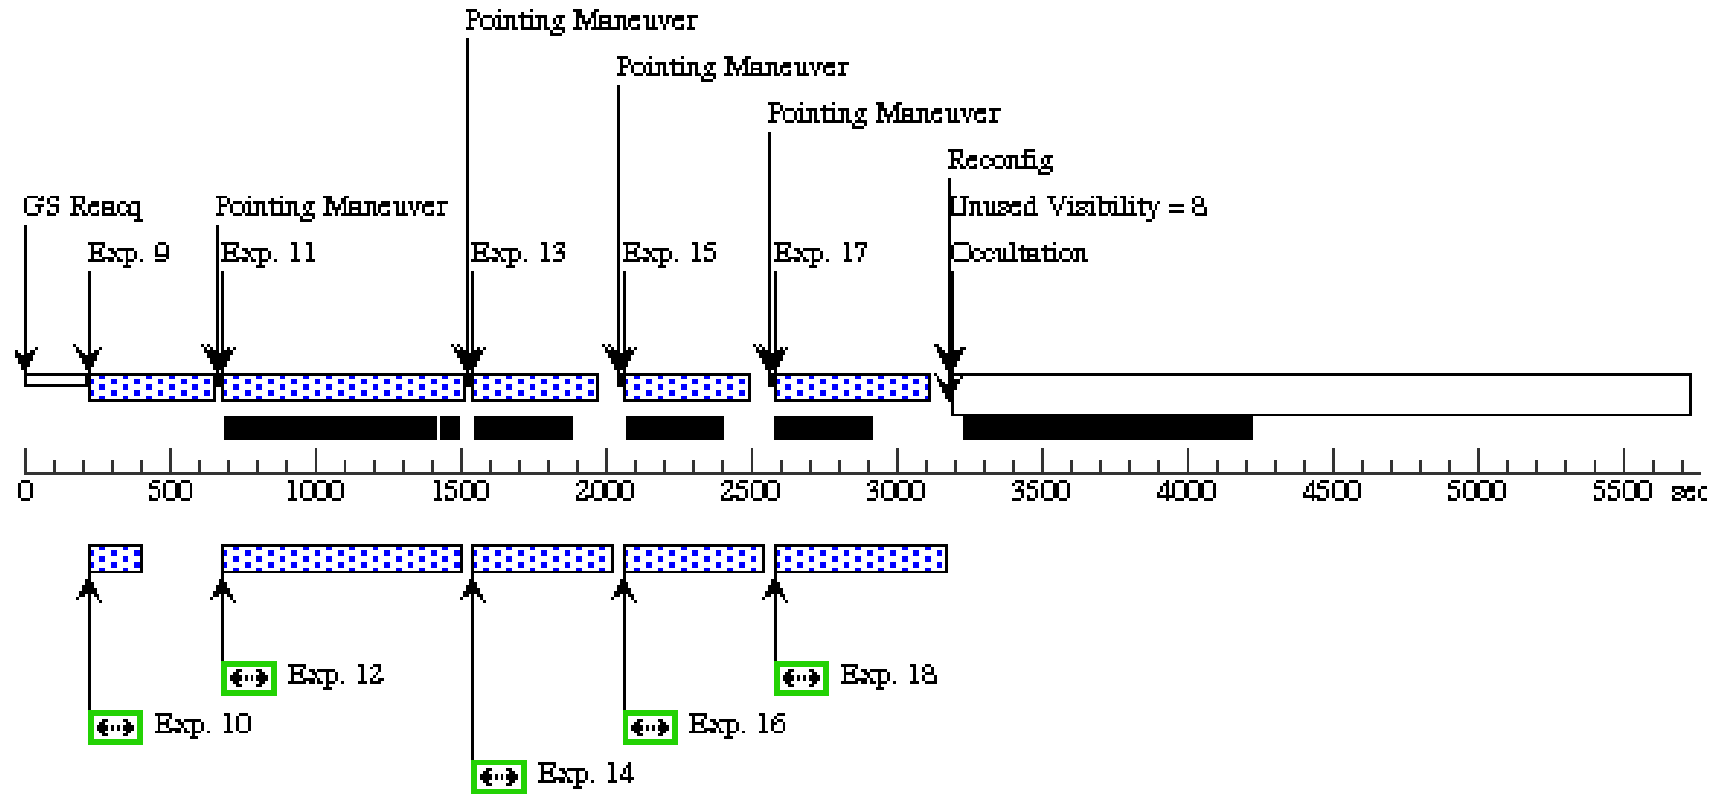 Pointing Maneuver
Pointing Maneuver
Pointing Maneuver
Reconfig
GS Reacq
Pointing Maneuver
Unused Visibility = 8
Exp. 9
Exp. 11
Exp. 13
Exp. 15
Exp. 17
Occultation
0 500 1000 1500 2000 2500 3000 3500 4000 4500 5000 5500 sec
Exp. 12
Exp. 18
Exp. 10
Exp. 16
Exp. 14